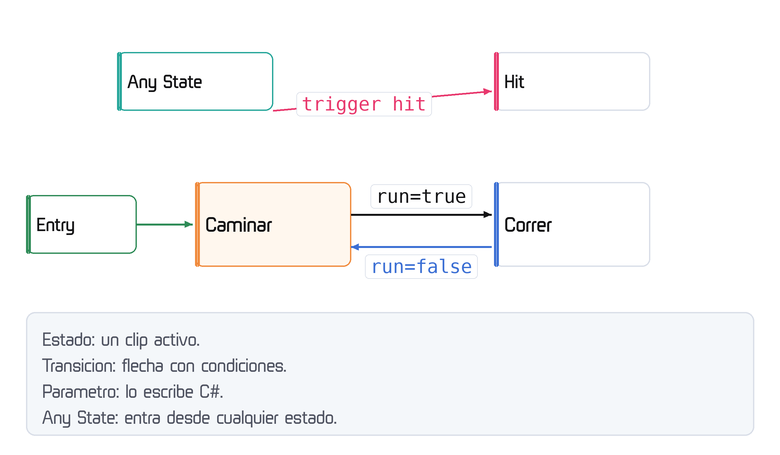 Any State
trigger hit
Hit
run=true
Entry
Caminar
Correr
run=false
Estado: un clip activo.
Transicion: flecha con condiciones.
Parametro: lo escribe C#.
Any State: entra desde cualquier estado.